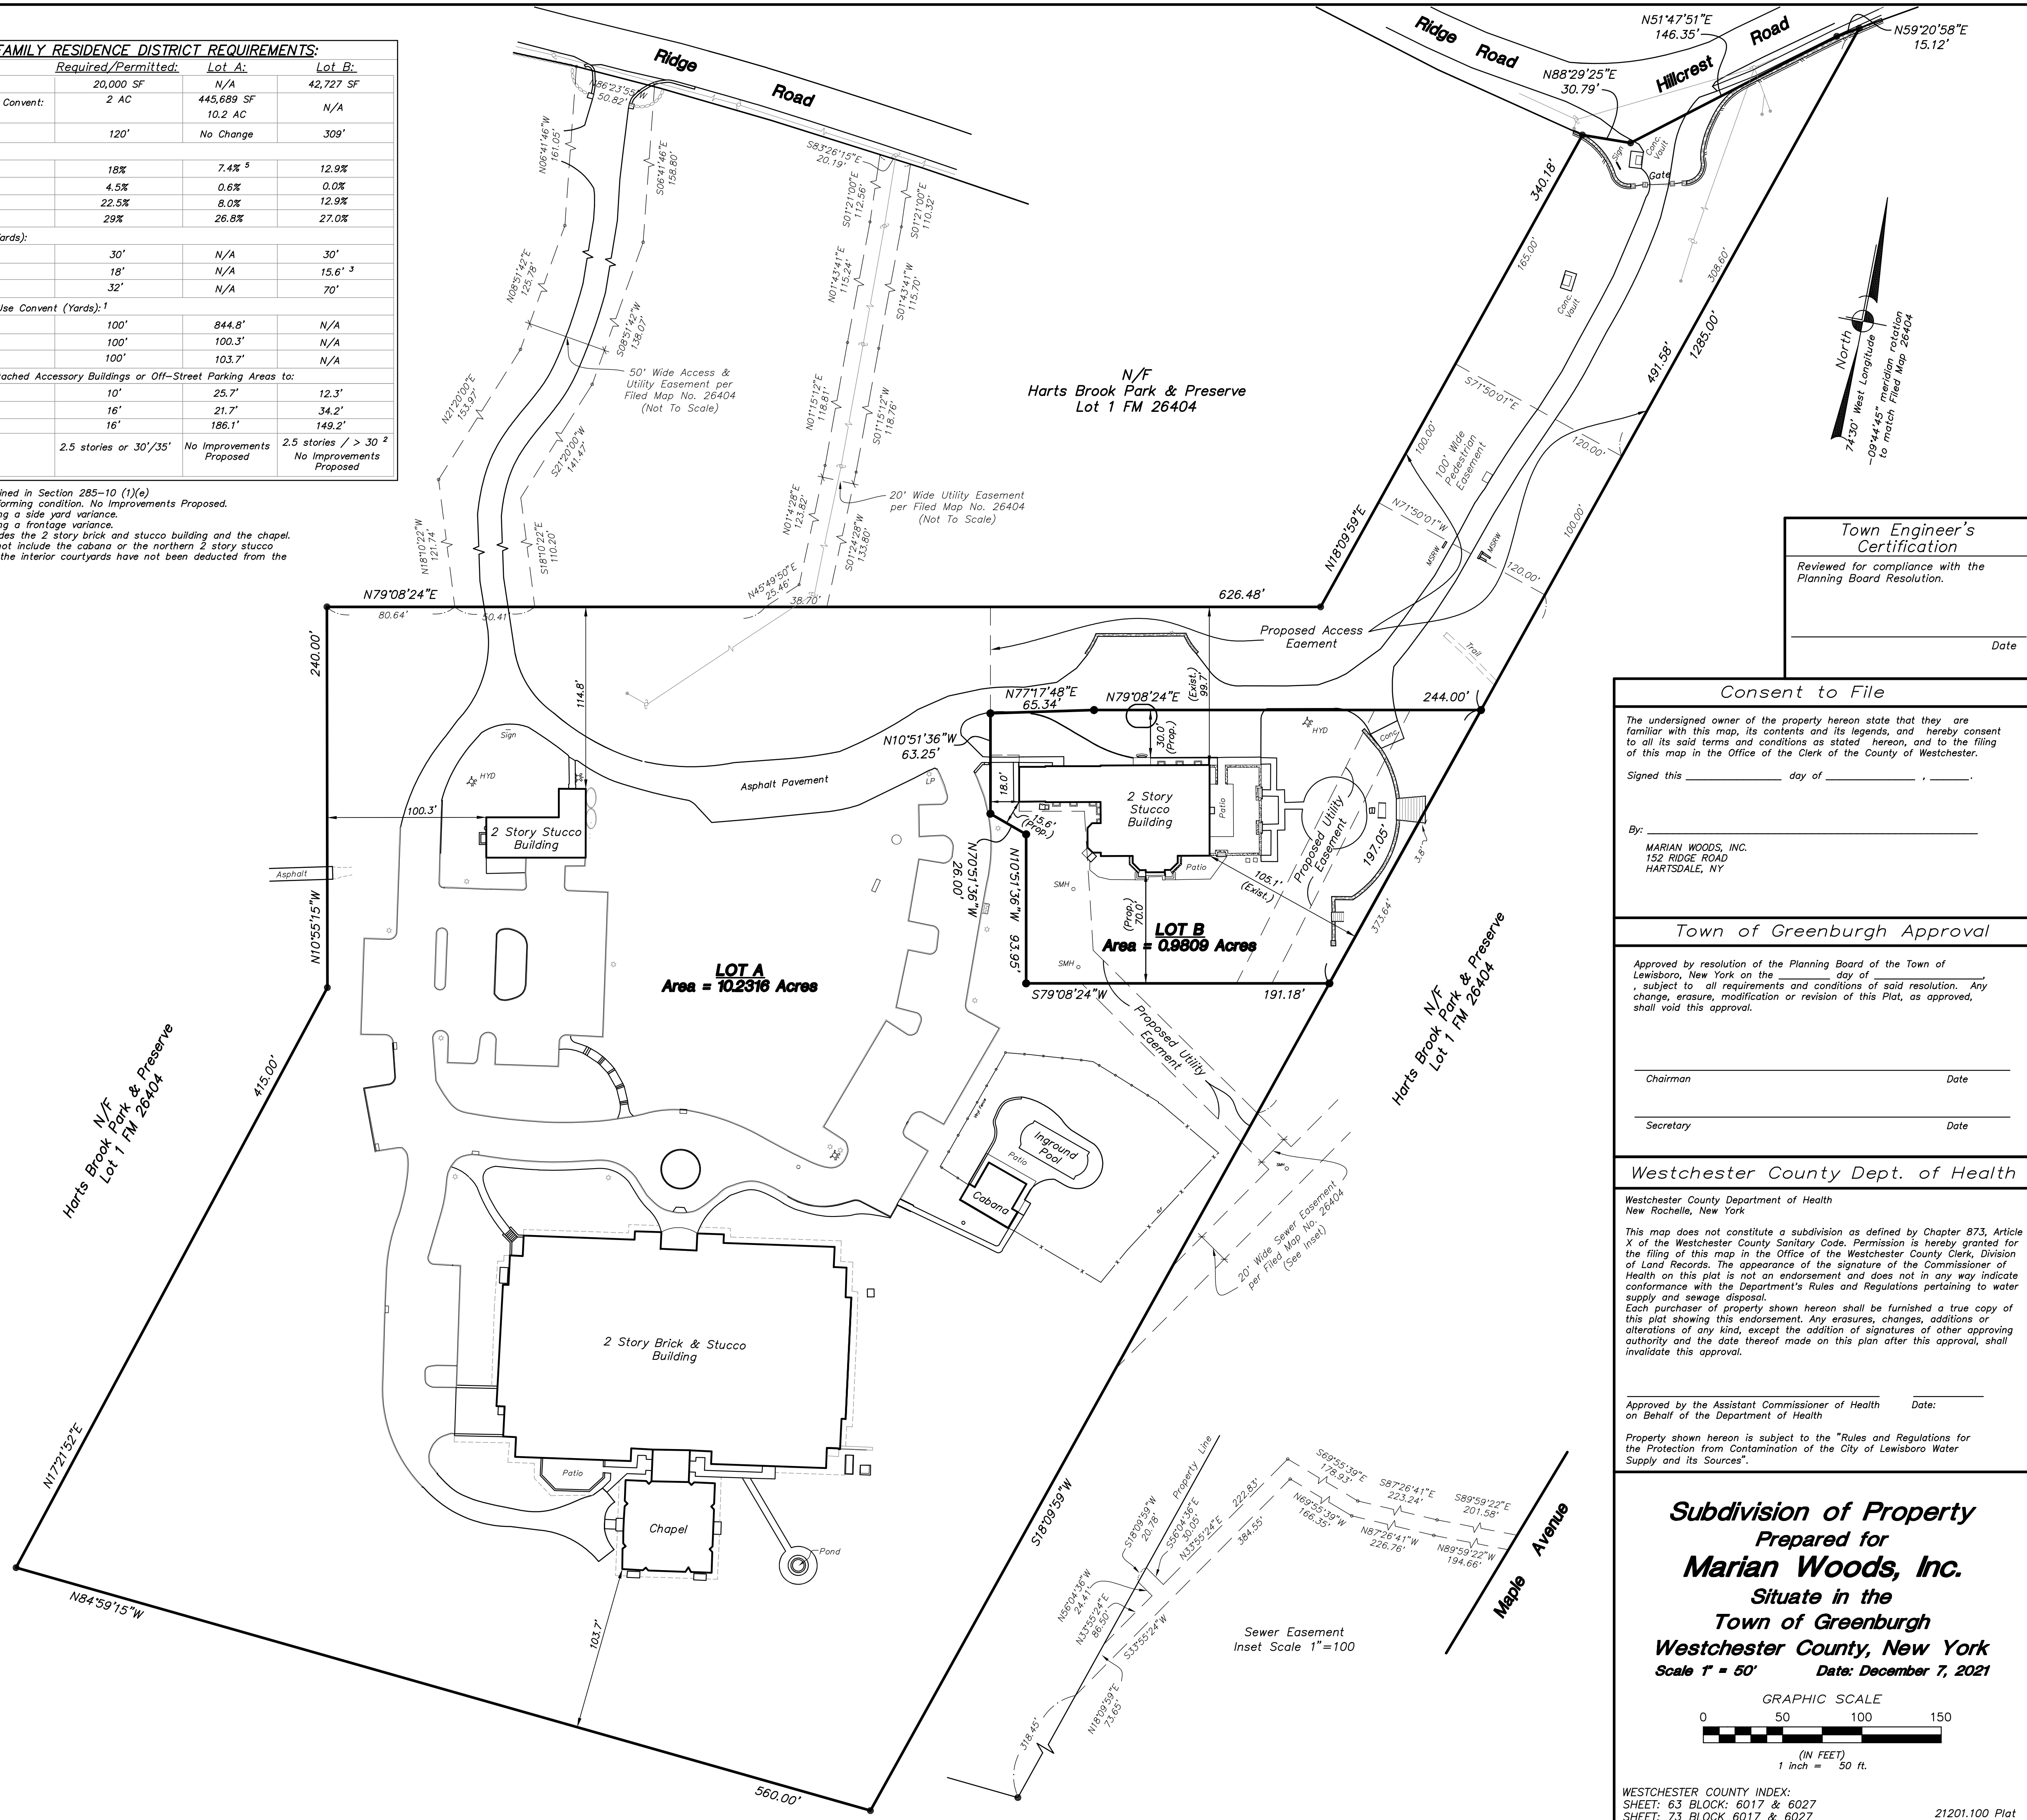 FAMILY RESIDENCE DISTRICT REQUIREMENTS:
Required/Permitted: Lot A: Lot B:
20,000 SF N/A 42,727 SF
Convent: 2 AC 445,689 SF N/A
10.2 AC
120' No Change 309'
18% 7.4% 5 12.9%
4.5% 0.6% 0.0%
22.5% 8.0% 12.9%
29% 26.8% 27.0%
ards):
30' N/A 30'
18' N/A 15.6' 3
32' N/A 70'
Use Convent (Yards): 1
100' 844.8' N/A
100' 100.3' N/A
100' 103.7' N/A
tached Accessory Buildings or Off-Street Parking Areas to:
10' 25.7' 12.3'
16' 21.7' 34.2'
16' 186.1' 149.2'
2.5 stories or 30'/35' No Improvements 2.5 stories / > 30 2
Proposed No Improvements
Proposed
ined in Section 285-10 (1)(e)
forming condition. No Improvements Proposed.
ng a side yard variance.
ng a frontage variance.
des the 2 story brick and stucco building and the chapel.
not include the cabana or the northern 2 story stucco
the interior courtyards have not been deducted from the
Ridge
Road
Ridge Road
Hillcrest Road
N51°47'51"E
146.35'
N59°20'58"E
15.12'
N88°29'25"E
30.79'
N86°23'55"W
50.82'
N06°41'46"W
161.05'
S06°41'46"E
158.80'
S83°26'15"E
20.19'
S01°21'00"E
112.56'
S01°21'00"E
110.32'
N08°51'42"E
125.78'
S08°51'42"W
138.07'
N01°43'41"E
115.24'
S01°43'41"W
115.70'
N21°20'00"E
153.97'
S21°20'00"W
141.47'
N01°15'12"E
118.81'
S01°15'12"W
118.76'
N18°10'22"W
121.74'
S18°10'22"E
110.20'
N01°4'28"E
123.82'
S01°24'28"W
133.80'
N45°49'50"E
25.46'
38.70'
50' Wide Access &
Utility Easement per
Filed Map No. 26404
(Not To Scale)
20' Wide Utility Easement
per Filed Map No. 26404
(Not To Scale)
N/F
Harts Brook Park & Preserve
Lot 1 FM 26404
Sign
Conc.
Vault
Gate
340.18'
165.00'
Conc.
Vault
308.60'
491.58'
1285.00'
S71°50'01"E
120.00'
100.00'
100' Wide
Pedestrian
Easement
N71°50'01"W
100.00'
MSRW
MSRW
120.00'
N18°09'59"E
Trail
North
74°30' West Longitude
-09°44'45" meridian rotation
to match Filed Map 26404
N79°08'24"E
626.48'
80.64'
50.41'
240.00'
114.8'
Proposed Access
Eaement
(Exist.)
99.7'
N77°17'48"E
65.34'
N79°08'24"E
244.00'
N10°51'36"W
63.25'
30.0'
(Prop.)
Sign
HYD
HYD
Conc.
LP
Asphalt Pavement
100.3'
2 Story Stucco
Building
18.0'
15.6'
(Prop.)
2 Story
Stucco
Building
Patio
Patio
Proposed Utility
Easement
197.05'
3.8'
Asphalt
N70°51'36"W
26.00'
N10°51'36"W 93.95'
SMH
SMH
105.1'
(Exist.)
(Prop.)
70.0'
LOT B
Area = 0.9809 Acres
373.64'
N10°55'15"W
LOT A
Area = 10.2316 Acres
S79°08'24"W
191.18'
N/F
Harts Brook Park & Preserve
Lot 1 FM 26404
Proposed Utility
Eaement
N/F
Harts Brook Park & Preserve
Lot 1 FM 26404
415.00'
Inground
Pool
Patio
Cabana
SMH
20' Wide Sewer Easement
per Filed Map No. 26404
(See Inset)
2 Story Brick & Stucco
Building
Patio
Chapel
Pond
N17°21'52"E
N84°59'15"W
103.7'
560.00'
S18°09'59"W
Property Line
S18°09'59"W
20.78'
S56°04'36"E
30.05'
N33°55'24"E
222.83'
384.55'
S69°55'39"E
178.93'
S87°26'41"E
223.24'
S89°59'22"E
201.58'
N69°55'39"W
166.35'
N87°26'41"W
226.76'
N89°59'22"W
194.66'
N56°04'36"W
24.41'
N33°55'24"E
86.50'
S33°55'24"W
N18°09'59"E
73.65'
318.45'
Maple Avenue
Sewer Easement
Inset Scale 1"=100
Town Engineer's
Certification
Reviewed for compliance with the
Planning Board Resolution.
Date
Consent to File
The undersigned owner of the property hereon state that they are
familiar with this map, its contents and its legends, and hereby consent
to all its said terms and conditions as stated hereon, and to the filing
of this map in the Office of the Clerk of the County of Westchester.
Signed this ____ day of ____ , ____.
By:
MARIAN WOODS, INC.
152 RIDGE ROAD
HARTSDALE, NY
Town of Greenburgh Approval
Approved by resolution of the Planning Board of the Town of
Lewisboro, New York on the ____ day of ____,
, subject to all requirements and conditions of said resolution. Any
change, erasure, modification or revision of this Plat, as approved,
shall void this approval.
Chairman Date
Secretary Date
Westchester County Dept. of Health
Westchester County Department of Health
New Rochelle, New York
This map does not constitute a subdivision as defined by Chapter 873, Article
X of the Westchester County Sanitary Code. Permission is hereby granted for
the filing of this map in the Office of the Westchester County Clerk, Division
of Land Records. The appearance of the signature of the Commissioner of
Health on this plat is not an endorsement and does not in any way indicate
conformance with the Department's Rules and Regulations pertaining to water
supply and sewage disposal.
Each purchaser of property shown hereon shall be furnished a true copy of
this plat showing this endorsement. Any erasures, changes, additions or
alterations of any kind, except the addition of signatures of other approving
authority and the date thereof made on this plan after this approval, shall
invalidate this approval.
Approved by the Assistant Commissioner of Health Date:
on Behalf of the Department of Health
Property shown hereon is subject to the "Rules and Regulations for
the Protection from Contamination of the City of Lewisboro Water
Supply and its Sources".
Subdivision of Property
Prepared for
Marian Woods, Inc.
Situate in the
Town of Greenburgh
Westchester County, New York
Scale 1" = 50' Date: December 7, 2021
GRAPHIC SCALE
0 50 100 150
(IN FEET)
1 inch = 50 ft.
WESTCHESTER COUNTY INDEX:
SHEET: 63 BLOCK: 6017 & 6027
SHEET: 73 BLOCK: 6017 & 6027
21201.100 Plat